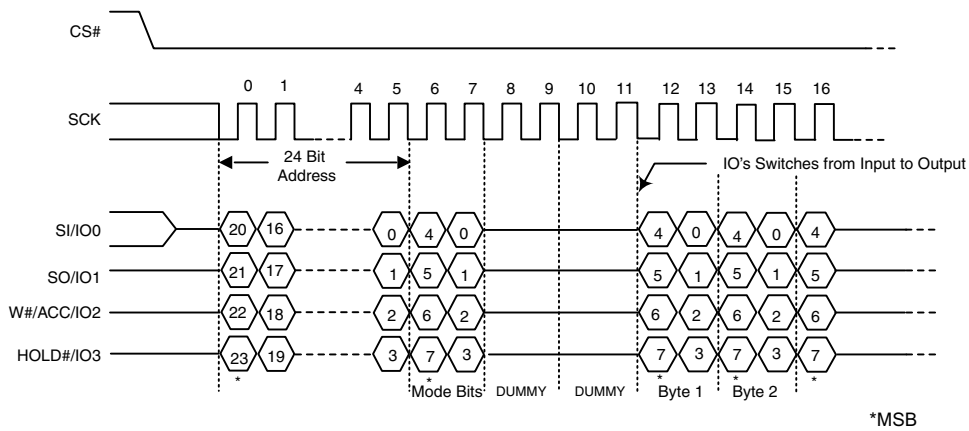 CS#
0 1 4 5 6 7 8 9 10 11 12 13 14 15 16
SCK
24 Bit
Address
IO's Switches from Input to Output
SI/IO0 20 16 0 4 0 4 0 4 0 4
SO/IO1 21 17 1 5 1 5 1 5 1 5
W#/ACC/IO2 22 18 2 6 2 6 2 6 2 6
HOLD#/IO3 23 19 3 7 3 7 3 7 3 7
* * * * *
Mode Bits DUMMY DUMMY Byte 1 Byte 2
*MSB